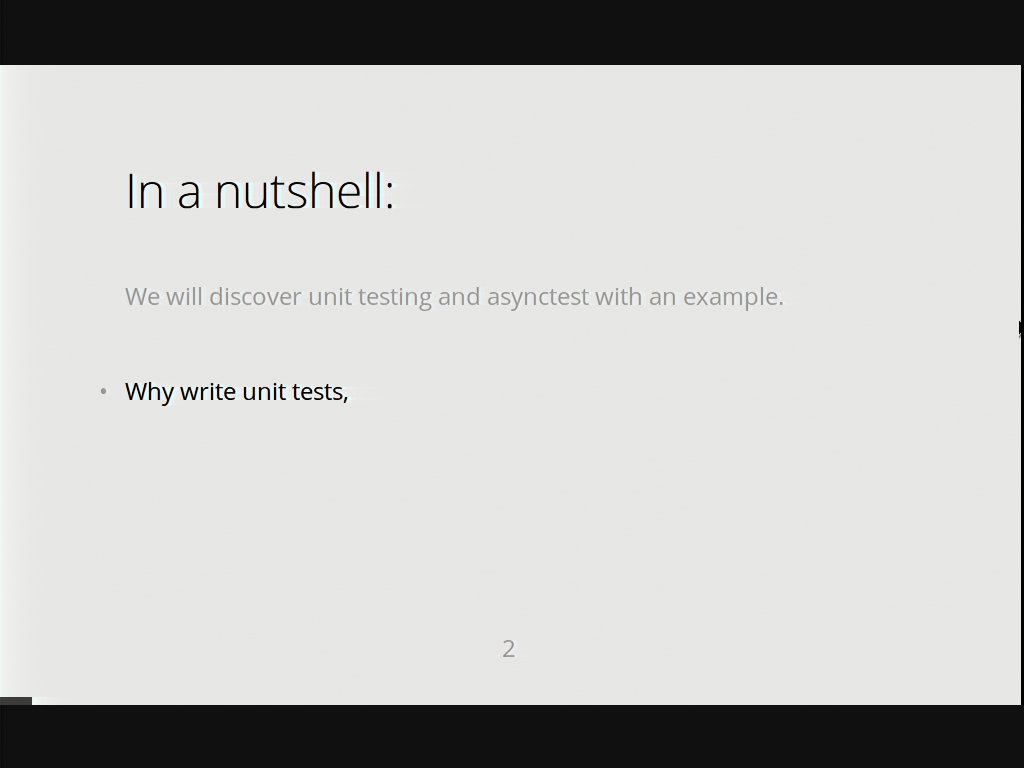 In a nutshell:
We will discover unit testing and asynctest with an example.
• Why write unit tests,
2